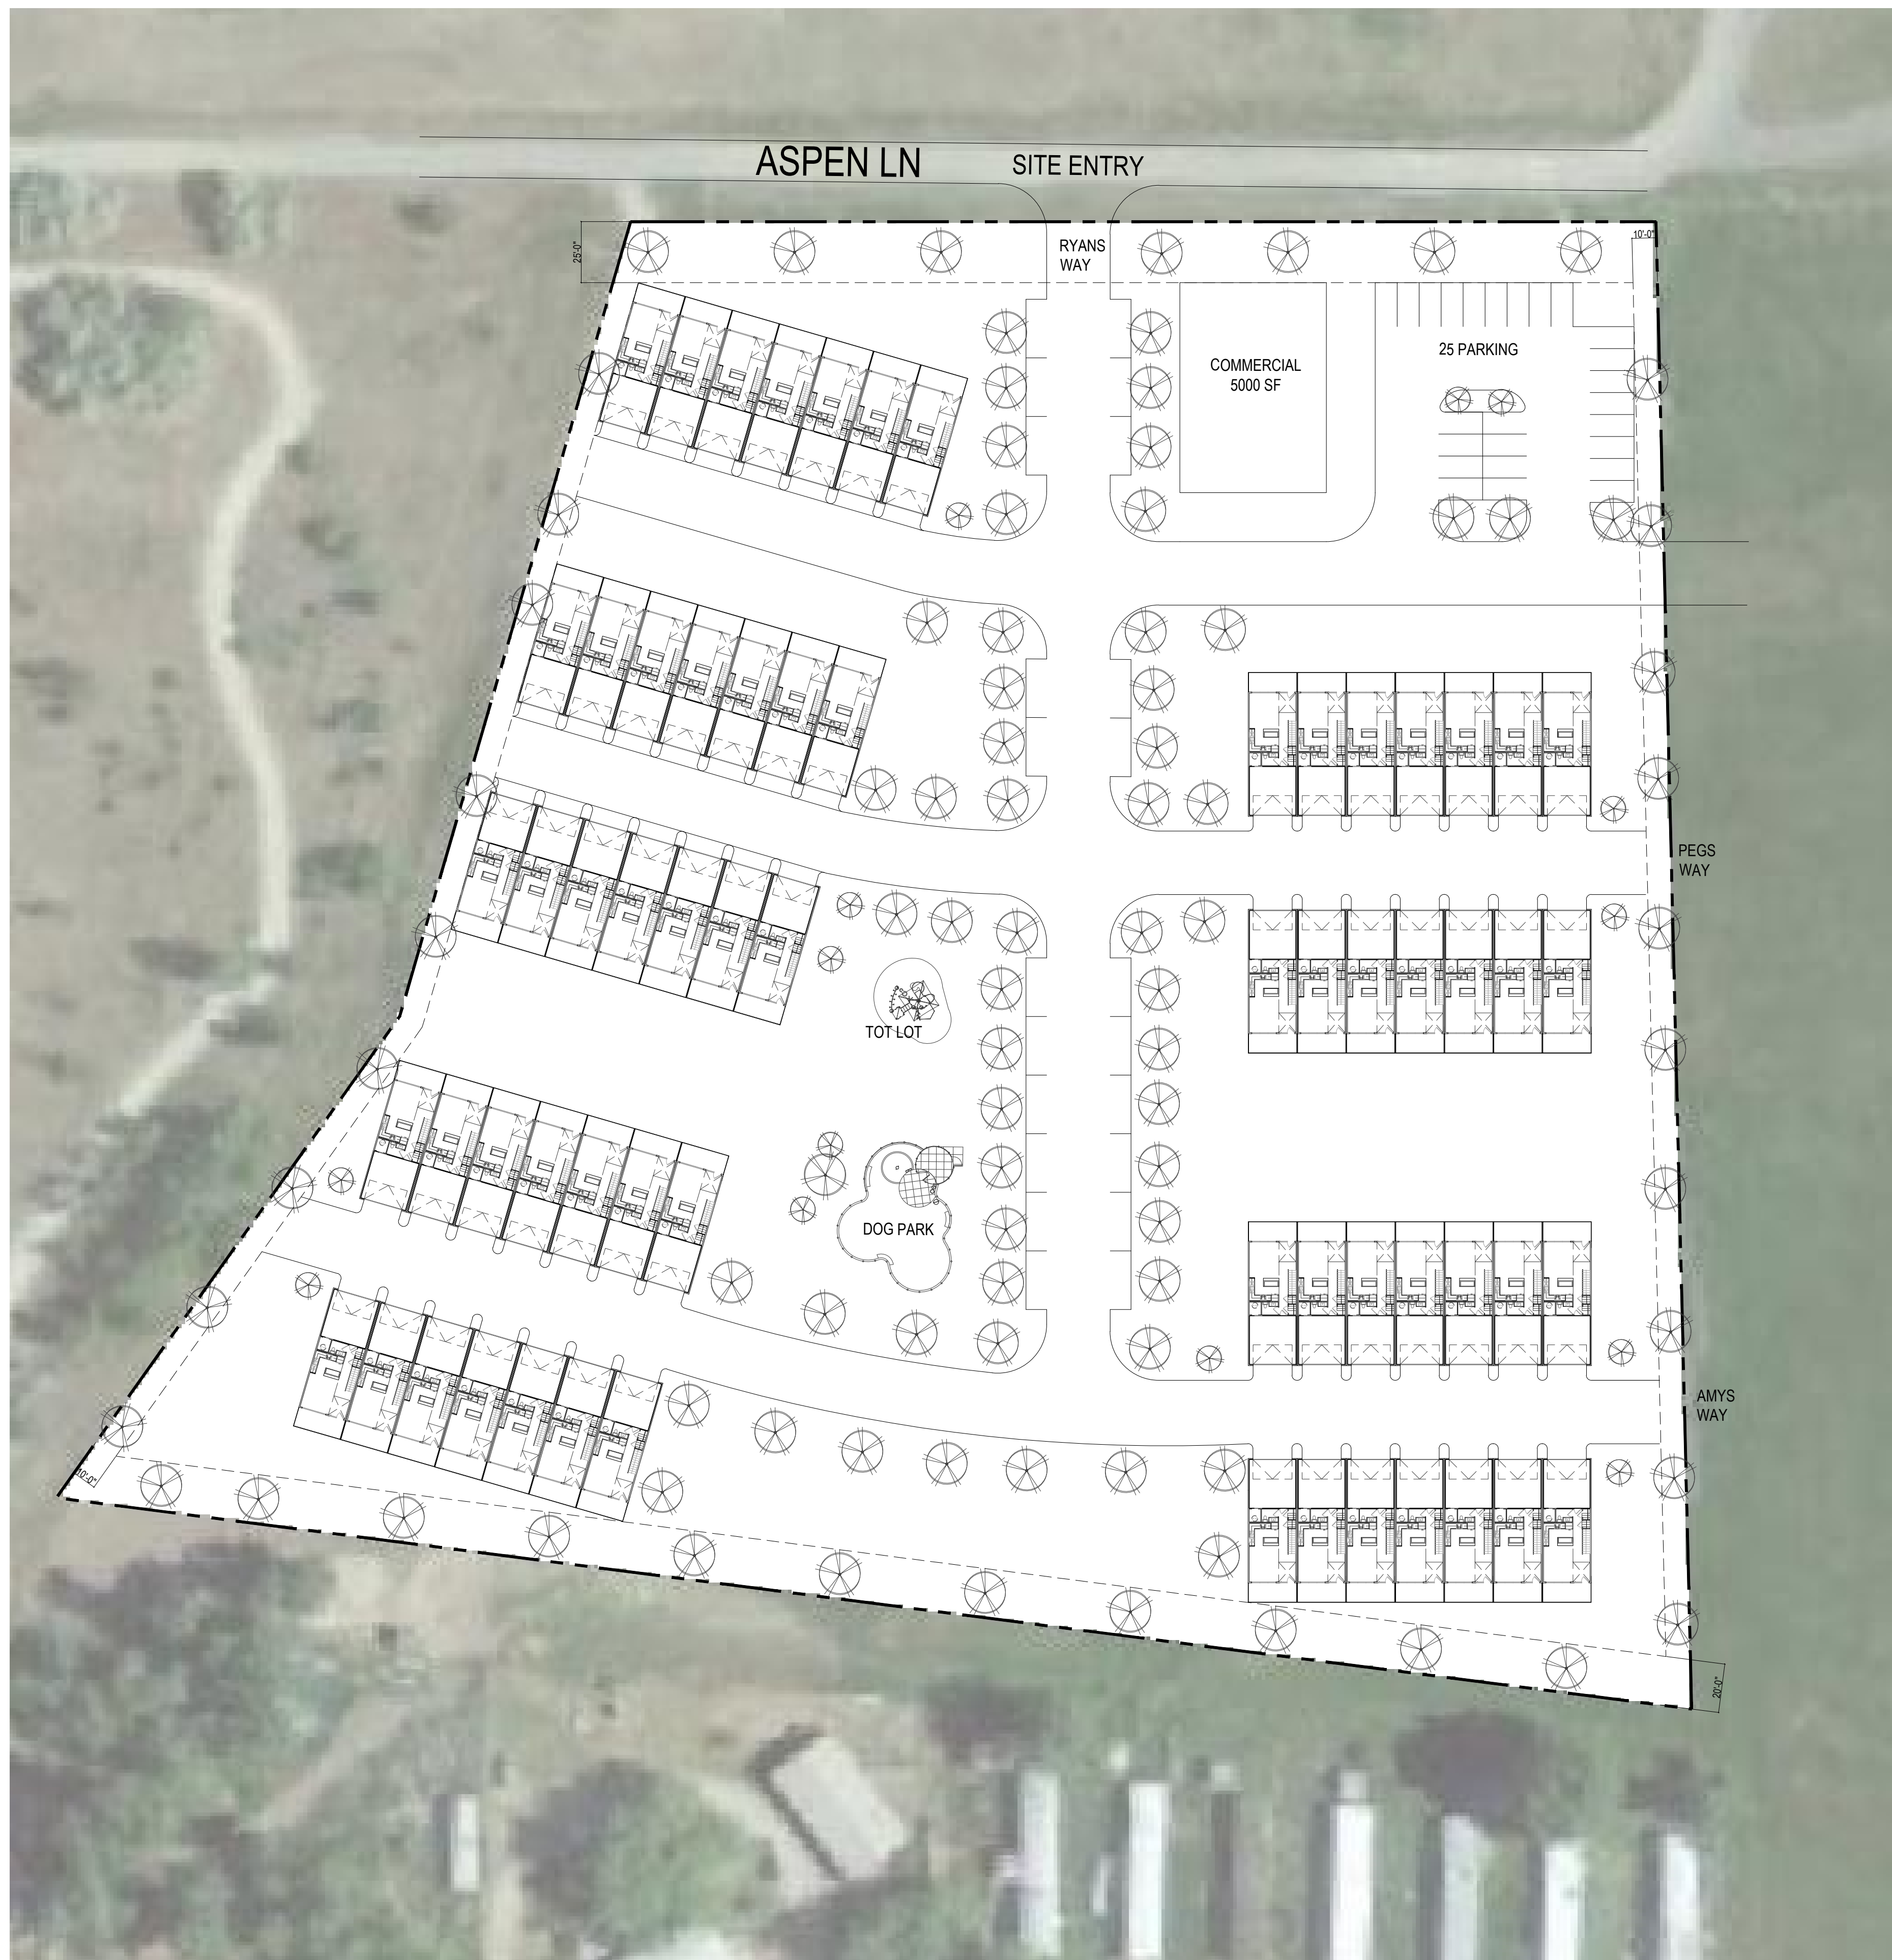 ASPEN LN
SITE ENTRY
25'-0"
RYANS
WAY
10'-0"
COMMERCIAL
5000 SF
25 PARKING
PEGS
WAY
TOT LOT
DOG PARK
AMYS
WAY
10'-0"
20'-0"